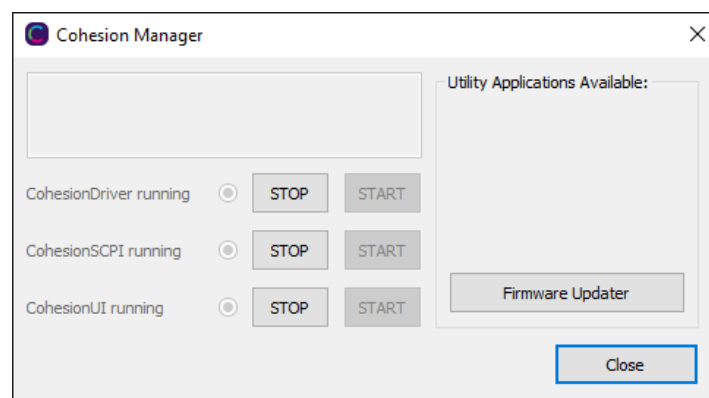 Cohesion Manager
Utility Applications Available:
CohesionDriver running STOP START
CohesionSCPI running STOP START
CohesionUI running STOP START
Firmware Updater
Close